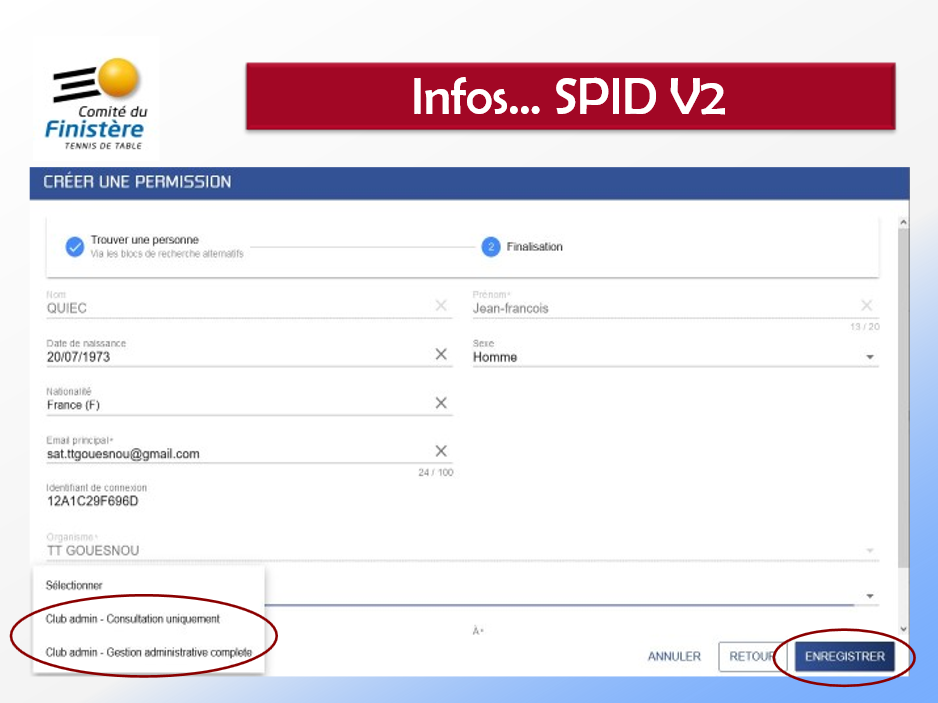 Comité du
Finistère
TENNIS DE TABLE
Infos... SPID V2
CRÉER UNE PERMISSION
Trouver une personne
Via les blocs de recherche alternatifs
2 Finalisation
Nom
QUIEC
Prénom*
Jean-francois
13 / 20
Date de naissance
20/07/1973
Sexe
Homme
Nationalité
France (F)
Email principal*
sat.ttgouesnou@gmail.com
24 / 100
Identifiant de connexion
12A1C29F696D
Organisme*
TT GOUESNOU
Sélectionner
Club admin - Consultation uniquement
Club admin - Gestion administrative complete
À*
ANNULER
RETOUR
ENREGISTRER